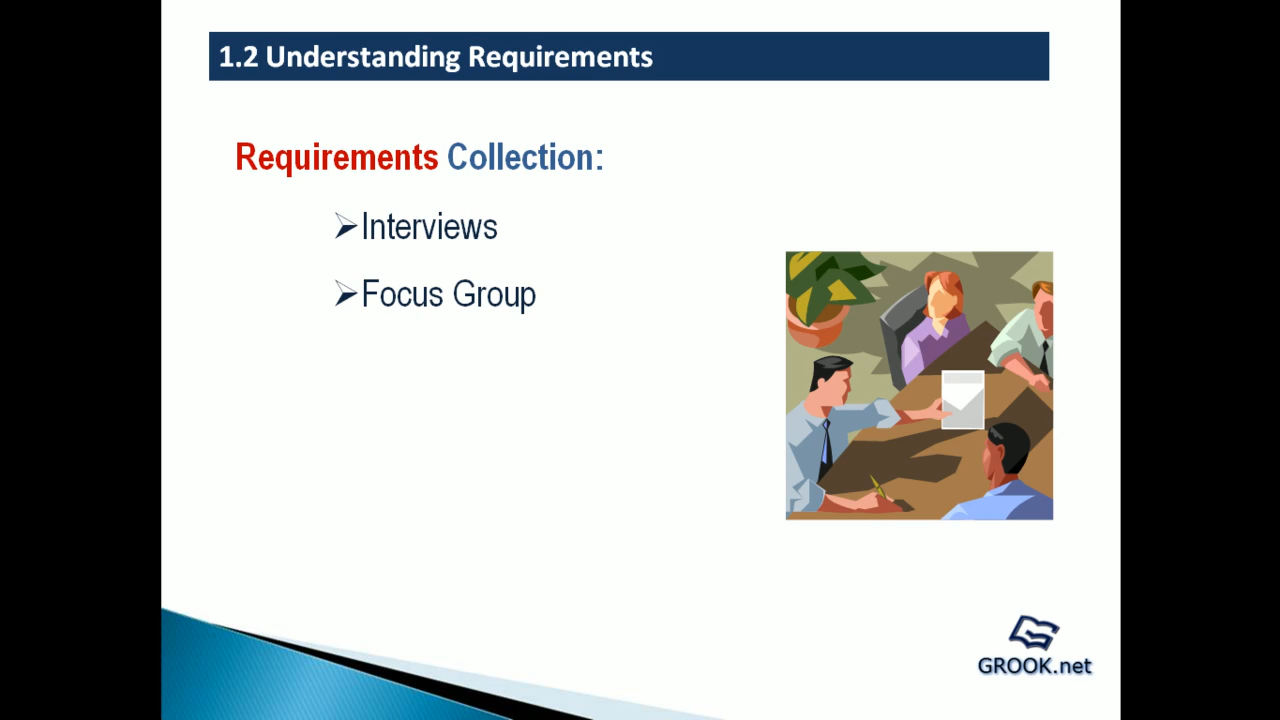 1.2 Understanding Requirements
Requirements Collection:
Interviews
Focus Group
GROOK.net